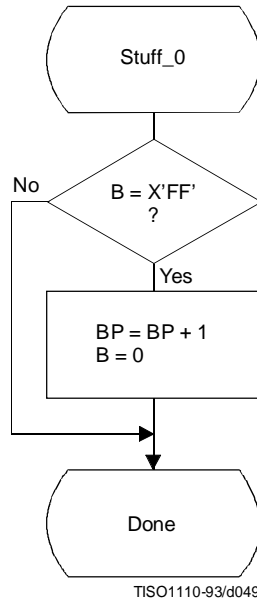 Stuff_0
B = X’FF’
?
No
Yes
BP = BP + 1
B = 0
Done
TISO1110-93/d049